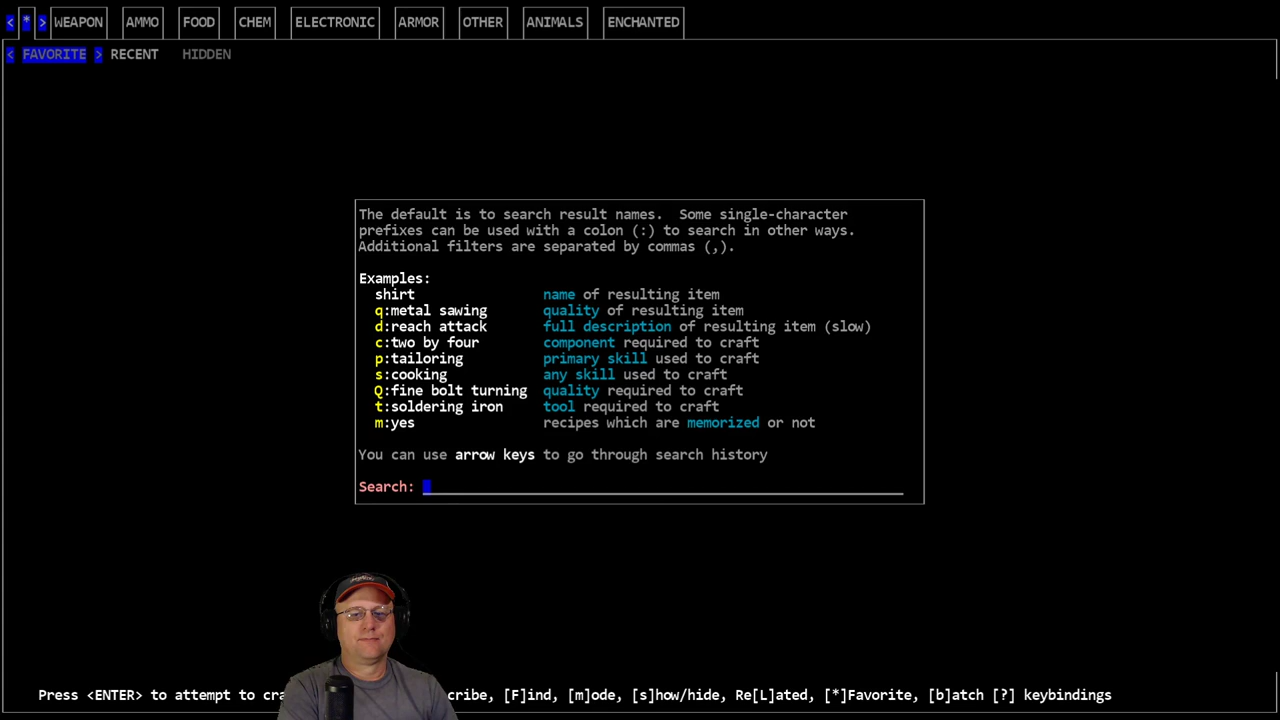 < * > WEAPON AMMO FOOD CHEM ELECTRONIC ARMOR OTHER ANIMALS ENCHANTED
< FAVORITE > RECENT HIDDEN
The default is to search result names.  Some single-character
prefixes can be used with a colon (:) to search in other ways.
Additional filters are separated by commas (,).
Examples:
shirt name of resulting item
q:metal sawing quality of resulting item
d:reach attack full description of resulting item (slow)
c:two by four component required to craft
p:tailoring primary skill used to craft
s:cooking any skill used to craft
Q:fine bolt turning quality required to craft
t:soldering iron tool required to craft
m:yes recipes which are memorized or not
You can use arrow keys to go through search history
Search:
Press <ENTER> to attempt to cra cribe, [F]ind, [m]ode, [s]how/hide, Re[L]ated, [*]Favorite, [b]atch [?] keybindings